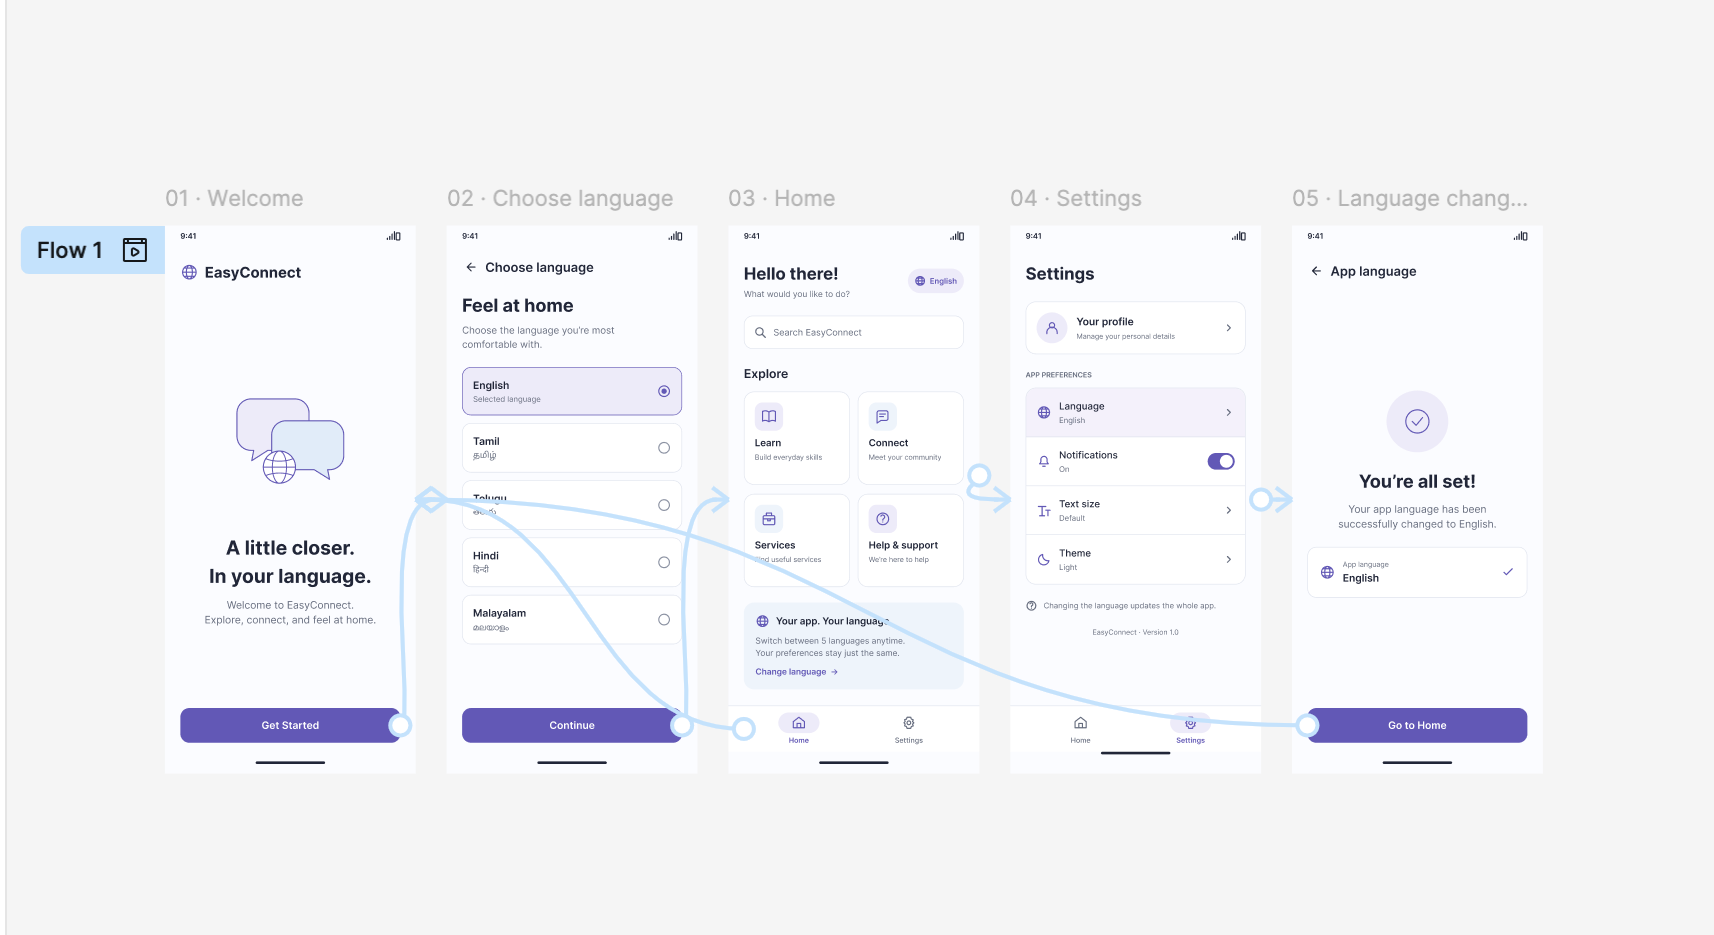 01 · Welcome
02 · Choose language
03 · Home
04 · Settings
05 · Language chang...
Flow 1
9:41
EasyConnect
A little closer.
In your language.
Welcome to EasyConnect.
Explore, connect, and feel at home.
Get Started
9:41
Choose language
Feel at home
Choose the language you're most
comfortable with.
English
Selected language
Tamil
தமிழ்
Telugu
తెలుగు
Hindi
हिन्दी
Malayalam
മലയാളം
Continue
9:41
Hello there!
English
What would you like to do?
Search EasyConnect
Explore
Learn
Build everyday skills
Connect
Meet your community
Services
Find useful services
Help & support
We're here to help
Your app. Your language.
Switch between 5 languages anytime.
Your preferences stay just the same.
Change language →
Home
Settings
9:41
Settings
Your profile
Manage your personal details
APP PREFERENCES
Language
English
Notifications
On
Text size
Default
Theme
Light
Changing the language updates the whole app.
EasyConnect · Version 1.0
Home
Settings
9:41
App language
You're all set!
Your app language has been
successfully changed to English.
App language
English
Go to Home